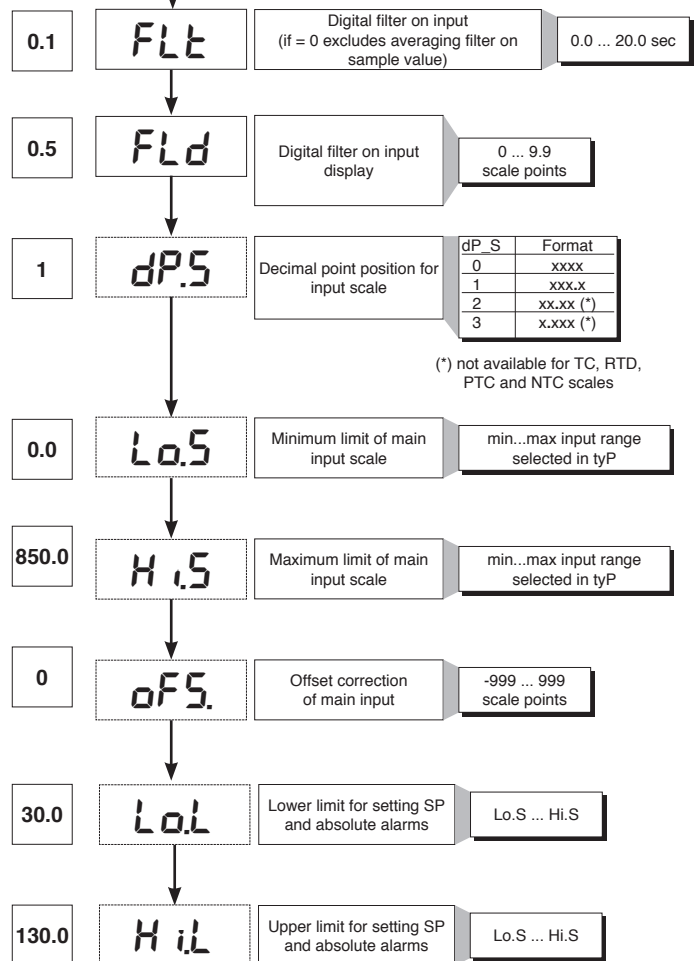 0.1
FLt
Digital filter on input
(if = 0 excludes averaging filter on
sample value)
0.0 ... 20.0 sec
0.5
FLd
Digital filter on input
display
0 ... 9.9
scale points
1
dP.S
Decimal point position for
input scale
dP_S Format
0 xxxx
1 xxx.x
2 xx.xx (*)
3 x.xxx (*)
(*) not available for TC, RTD,
PTC and NTC scales
0.0
Lo.S
Minimum limit of main
input scale
min...max input range
selected in tyP
850.0
Hi.S
Maximum limit of main
input scale
min...max input range
selected in tyP
0
oFS.
Offset correction
of main input
-999 ... 999
scale points
30.0
Lo.L
Lower limit for setting SP
and absolute alarms
Lo.S ... Hi.S
130.0
Hi.L
Upper limit for setting SP
and absolute alarms
Lo.S ... Hi.S